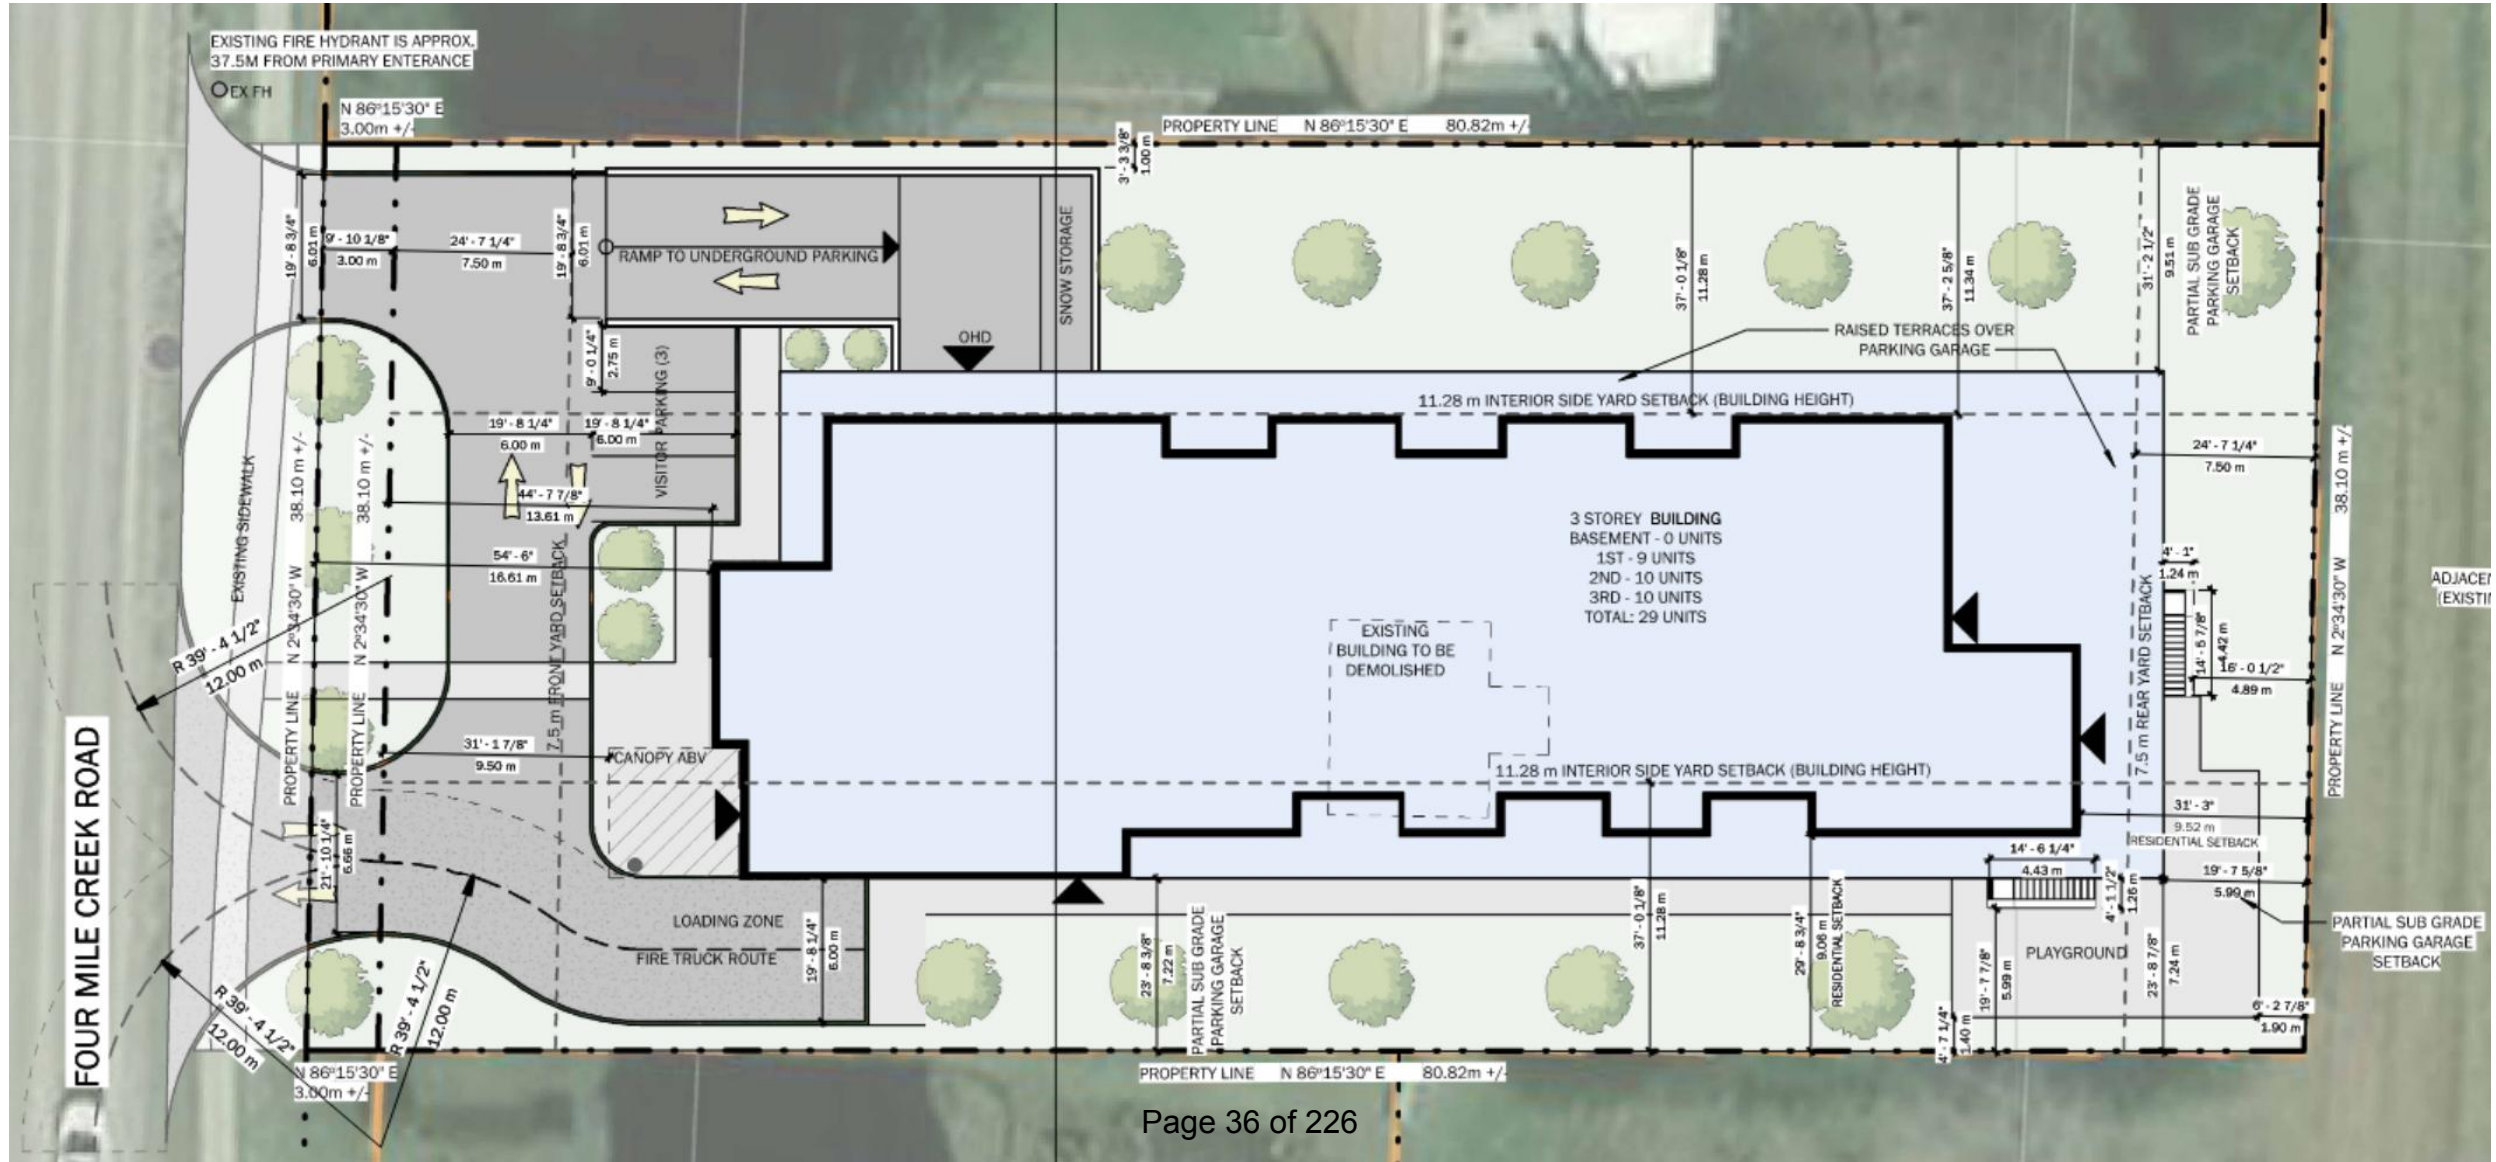 EXISTING FIRE HYDRANT IS APPROX.
37.5M FROM PRIMARY ENTERANCE
EX FH
N 86°15'30" E
3.00m +/-
PROPERTY LINE N 86°15'30" E 80.82m +/-
3' - 3 3/8"
1.00 m
19' - 8 3/4"
6.01 m
9' - 10 1/8"
3.00 m
24' - 7 1/4"
7.50 m
19' - 8 3/4"
6.01 m
RAMP TO UNDERGROUND PARKING
SNOW STORAGE
OHD
37' - 0 1/8"
11.28 m
37' - 2 5/8"
11.34 m
31' - 2 1/2"
9.51 m
PARTIAL SUB GRADE
PARKING GARAGE
SETBACK
RAISED TERRACES OVER
PARKING GARAGE
9' - 0 1/4"
2.75 m
VISITOR PARKING (3)
11.28 m INTERIOR SIDE YARD SETBACK (BUILDING HEIGHT)
19' - 8 1/4"
6.00 m
19' - 8 1/4"
6.00 m
24' - 7 1/4"
7.50 m
EXISTING SIDEWALK
PROPERTY LINE N 2°34'30" W 38.10 m +/-
PROPERTY LINE N 2°34'30" W 38.10 m +/-
44' - 7 7/8"
13.61 m
54' - 6"
16.61 m
7.5 m FRONT YARD SETBACK
3 STOREY BUILDING
BASEMENT - 0 UNITS
1ST - 9 UNITS
2ND - 10 UNITS
3RD - 10 UNITS
TOTAL: 29 UNITS
EXISTING
BUILDING TO BE
DEMOLISHED
4' - 1"
1.24 m
14' - 5 7/8"
4.42 m
16' - 0 1/2"
4.89 m
7.5 m REAR YARD SETBACK
PROPERTY LINE N 2°34'30" W 38.10 m +/-
R 39' - 4 1/2"
12.00 m
FOUR MILE CREEK ROAD
31' - 1 7/8"
9.50 m
CANOPY ABV
11.28 m INTERIOR SIDE YARD SETBACK (BUILDING HEIGHT)
31' - 3"
9.52 m
RESIDENTIAL SETBACK
21' - 10 1/4"
6.66 m
14' - 6 1/4"
4.43 m
4' - 1 1/2"
1.26 m
19' - 7 5/8"
5.99 m
LOADING ZONE
FIRE TRUCK ROUTE
19' - 8 1/4"
6.00 m
23' - 8 3/8"
7.22 m
PARTIAL SUB GRADE
PARKING GARAGE
SETBACK
37' - 0 1/8"
11.28 m
29' - 8 3/4"
9.06 m
RESIDENTIAL SETBACK
19' - 7 7/8"
5.99 m
PLAYGROUND
23' - 8 7/8"
7.24 m
PARTIAL SUB GRADE
PARKING GARAGE
SETBACK
6' - 2 7/8"
1.90 m
4' - 7 1/4"
1.40 m
R 39' - 4 1/2"
12.00 m
R 39' - 4 1/2"
12.00 m
N 86°15'30" E
3.00m +/-
PROPERTY LINE N 86°15'30" E 80.82m +/-
Page 36 of 226